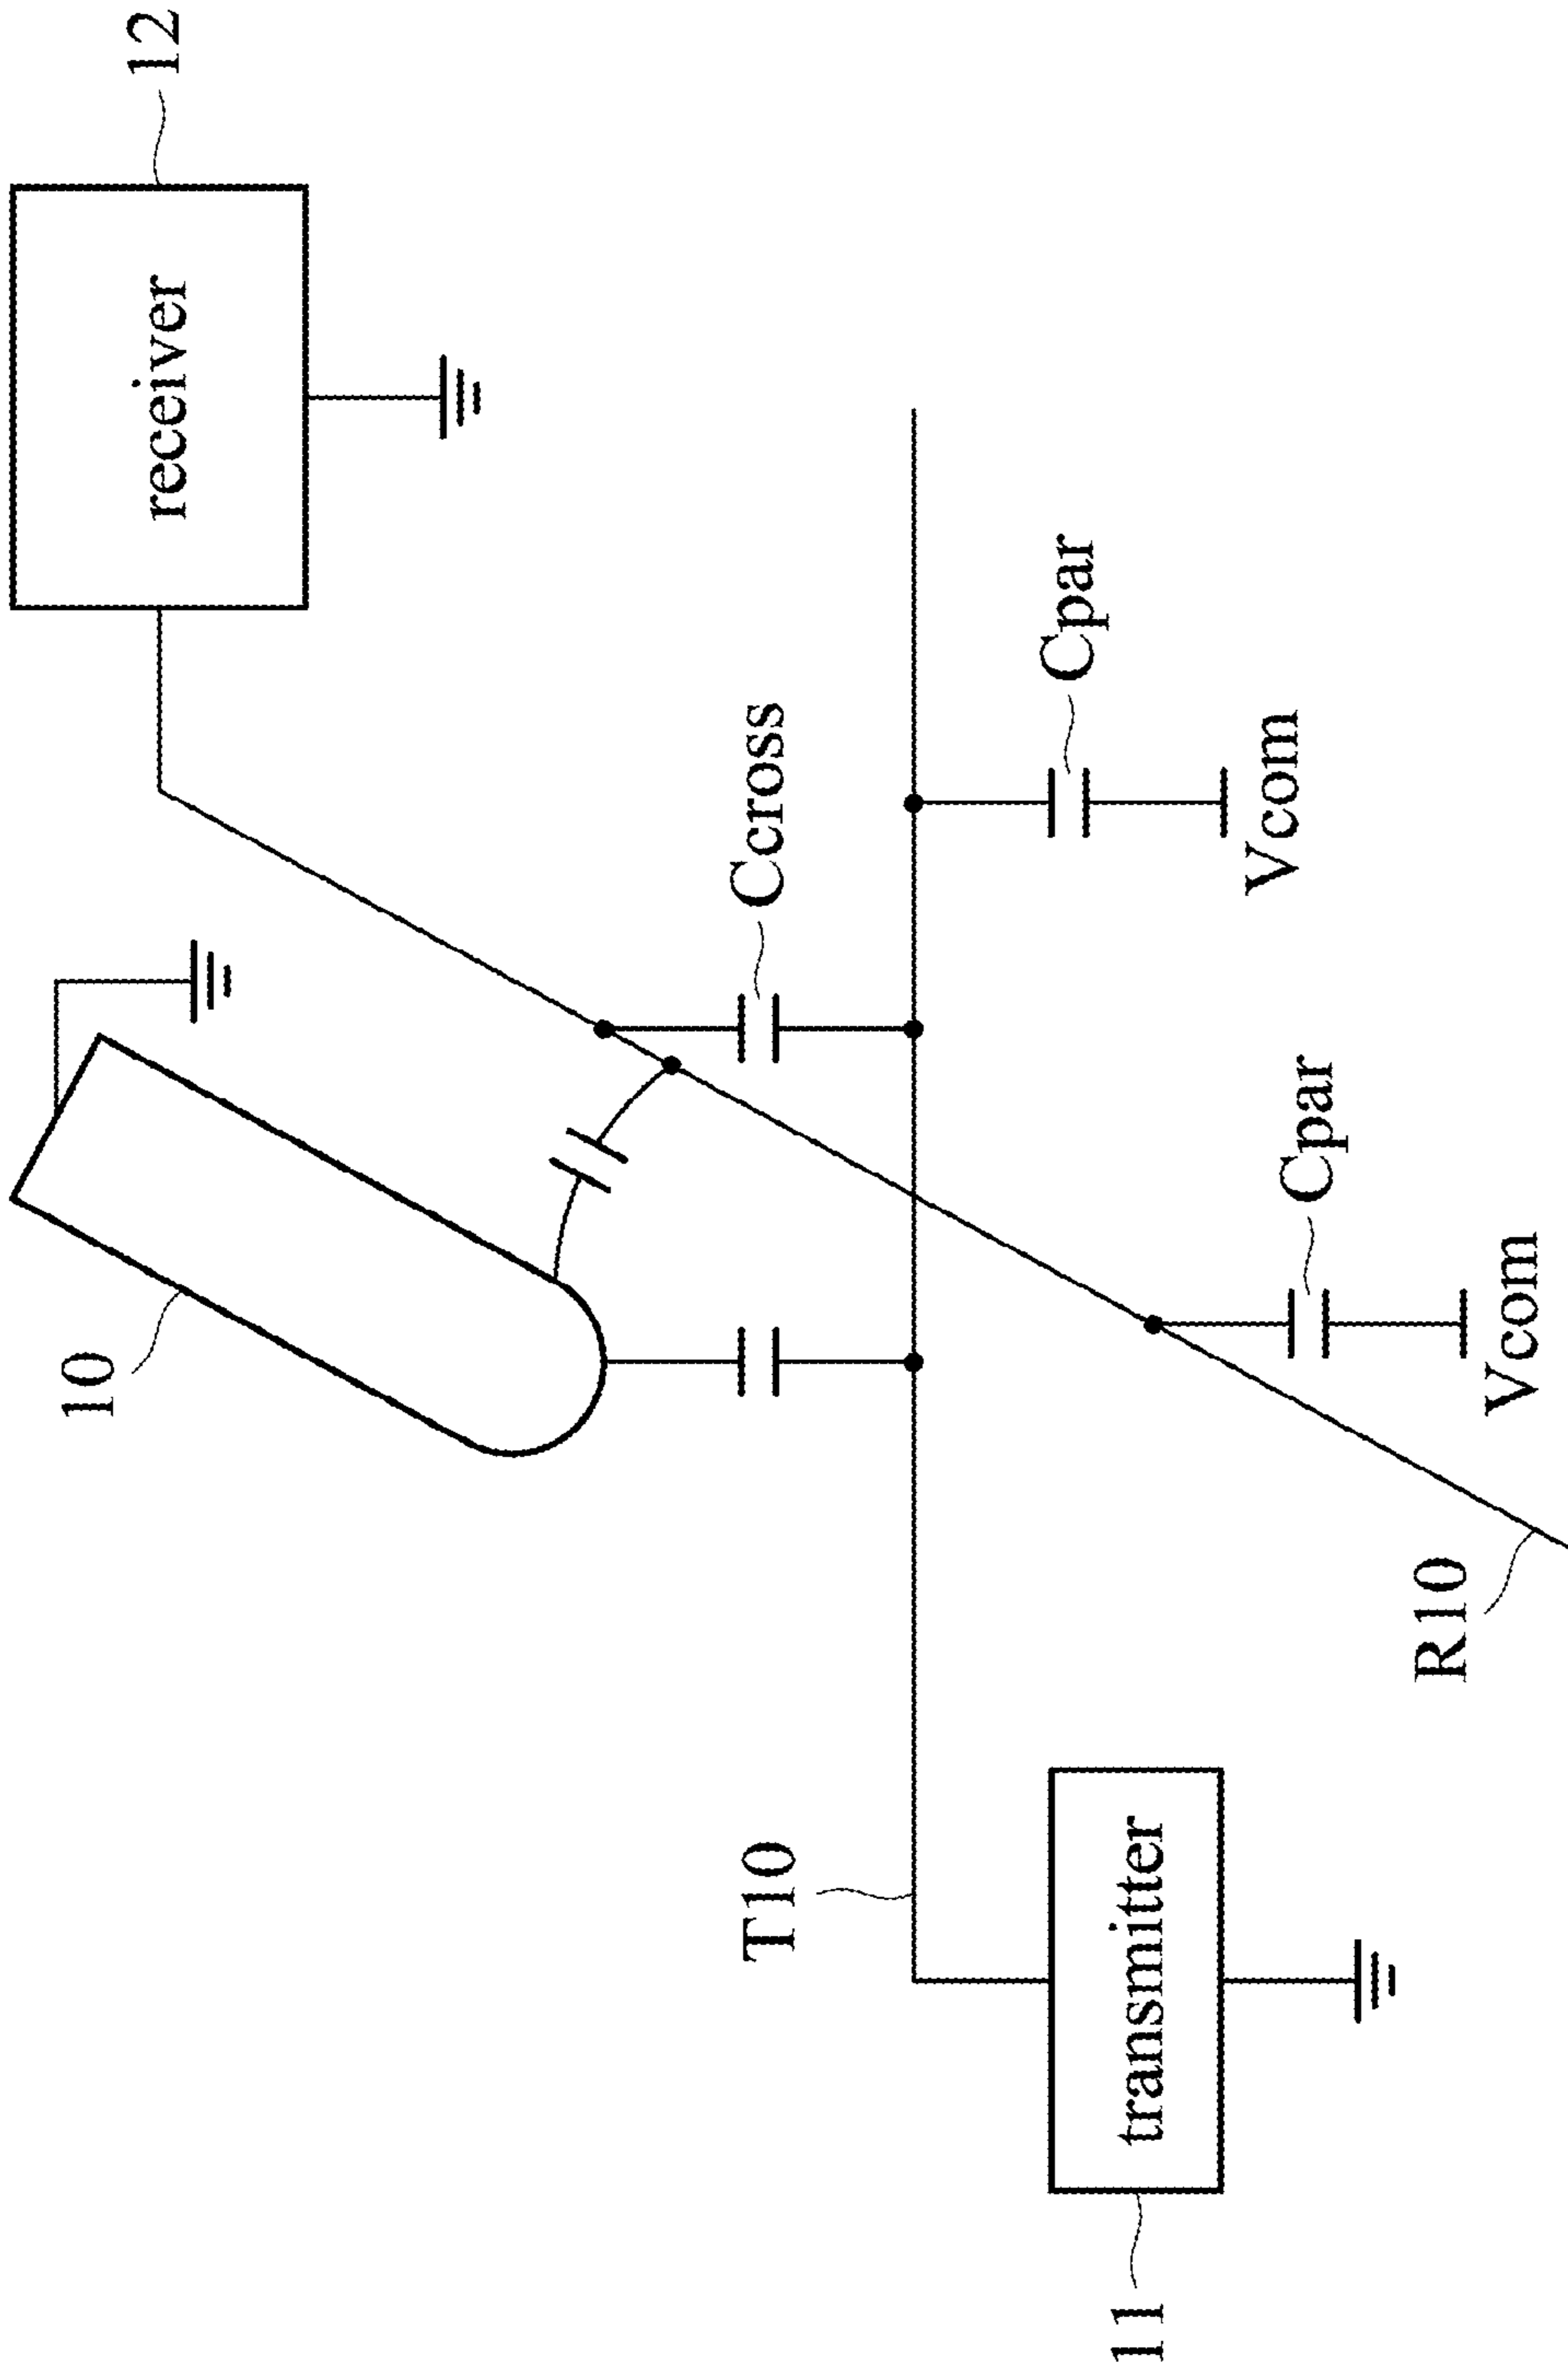 12
receiver
10
Ccross
Cpar
Vcom
Cpar
Vcom
T10
R10
transmitter
11